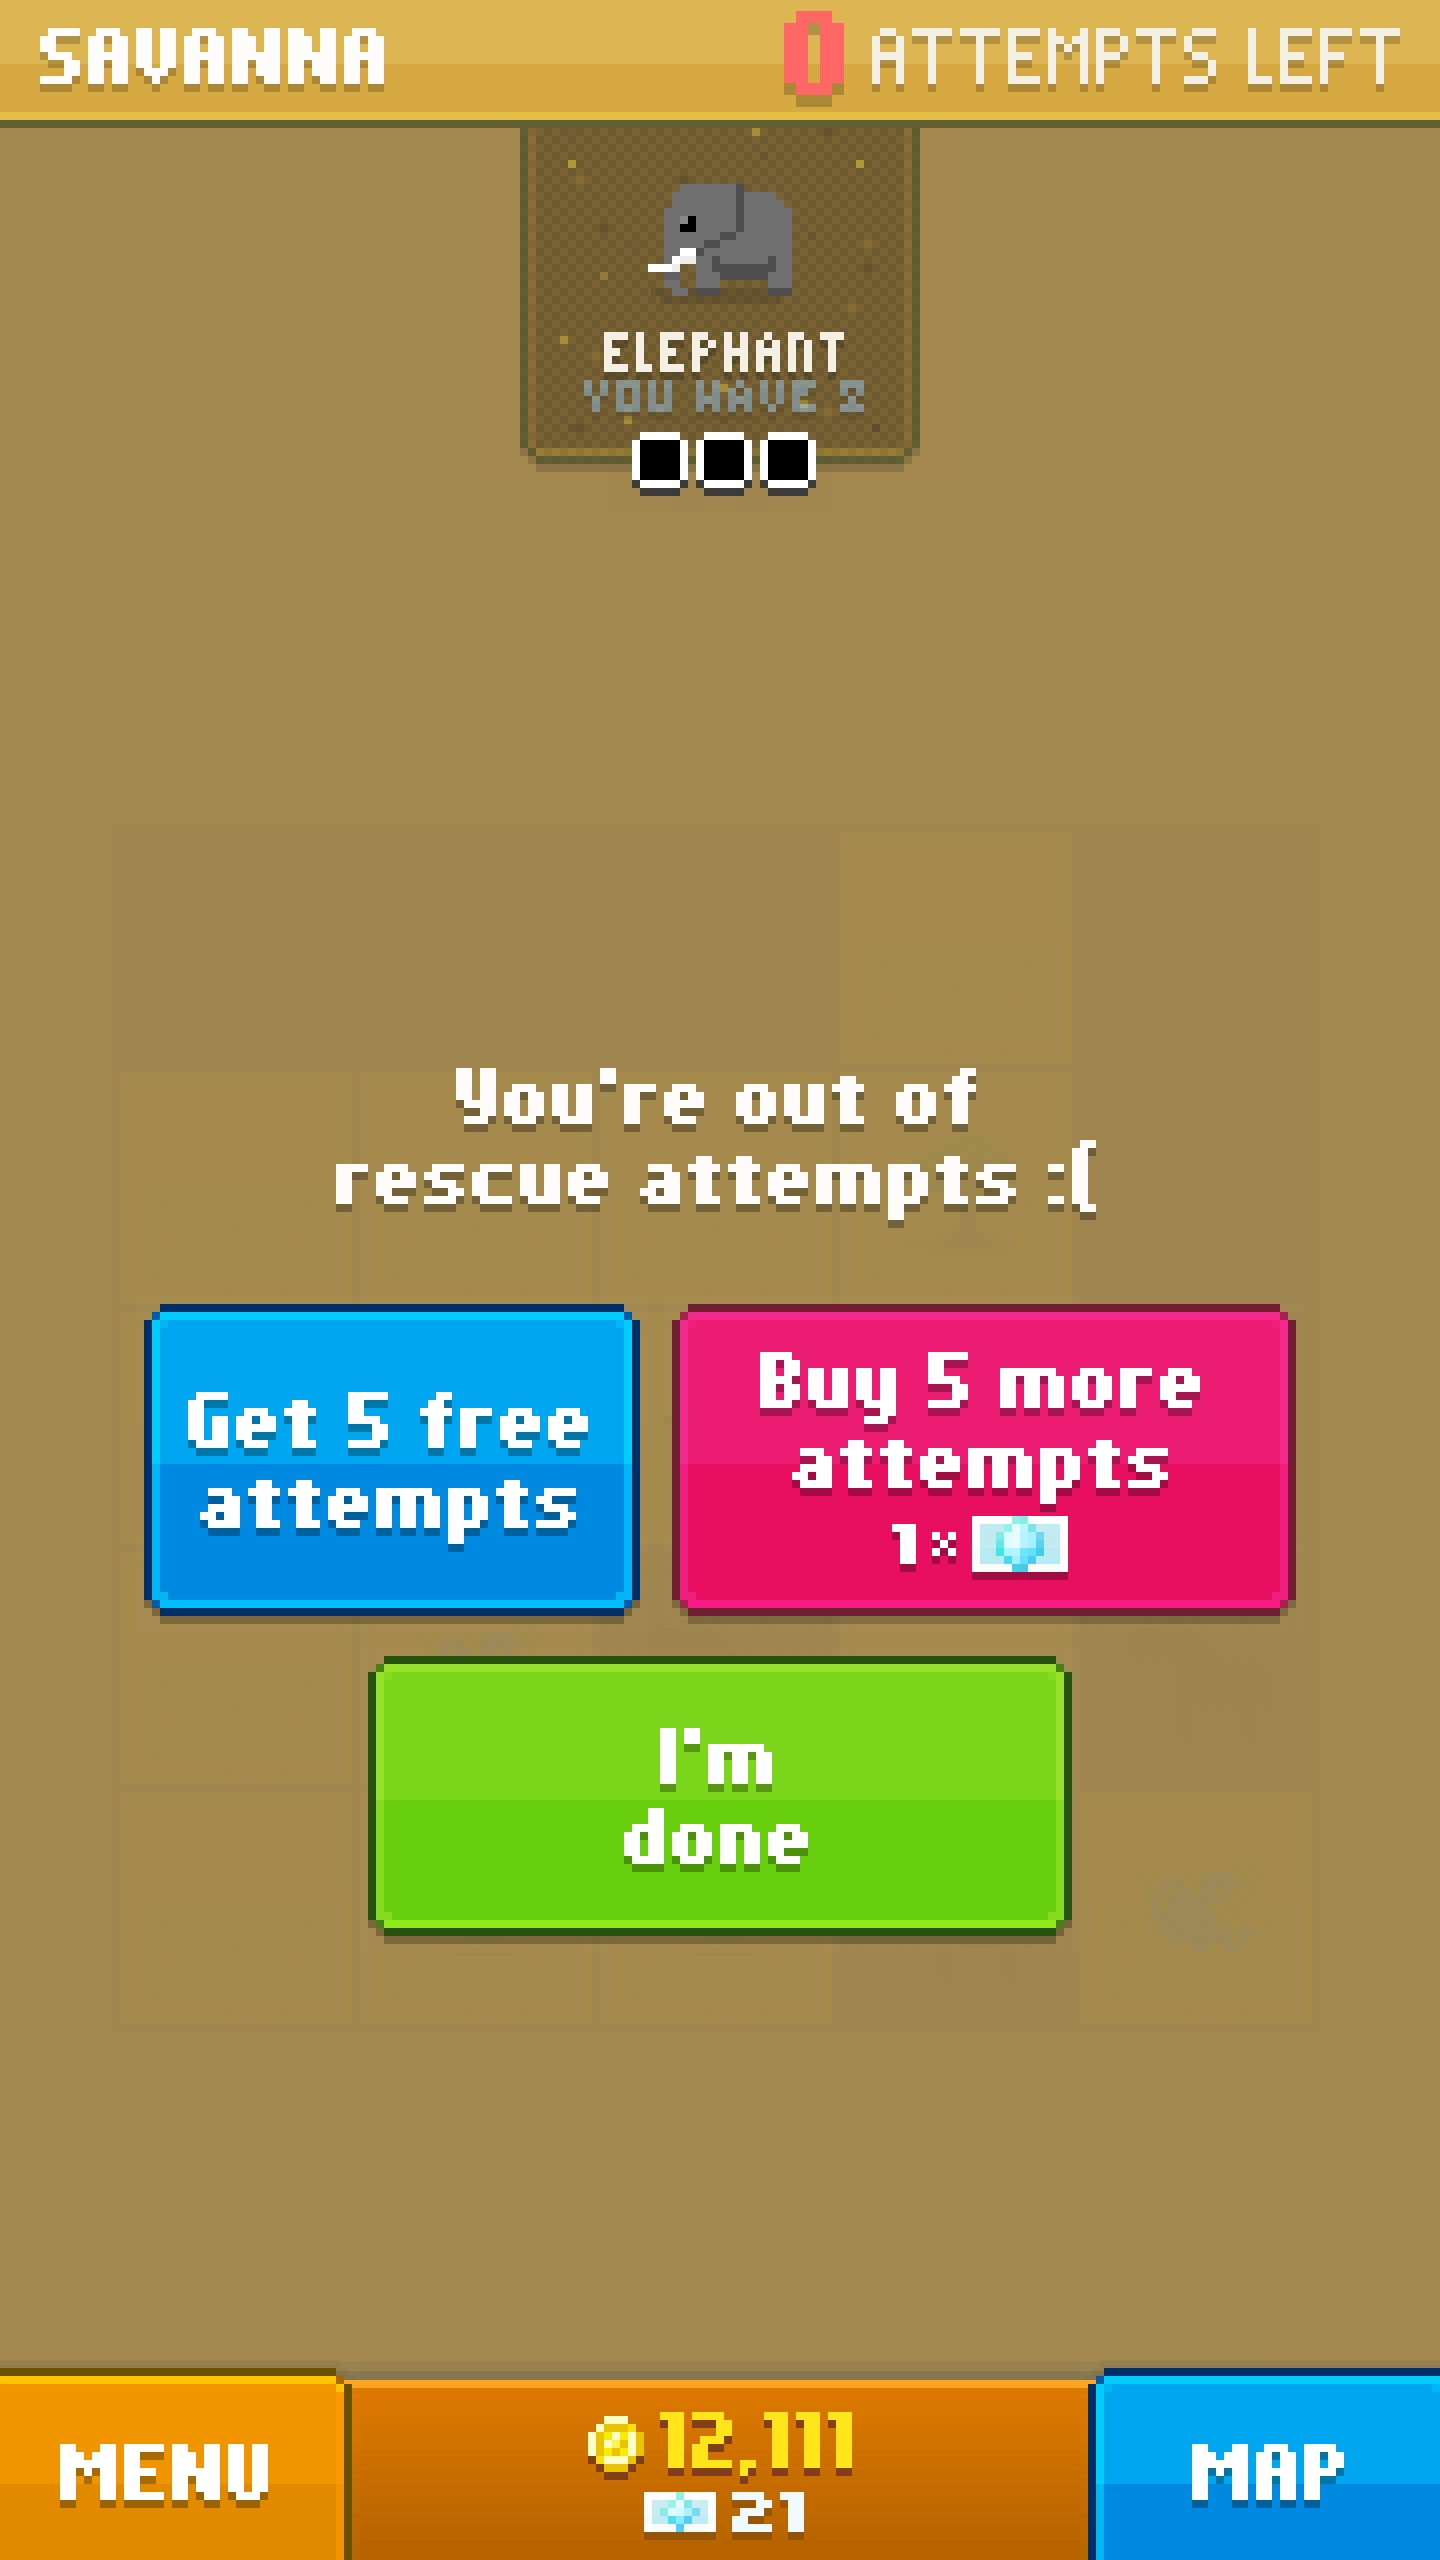 SAVANNA
0 ATTEMPTS LEFT
ELEPHANT
YOU HAVE 2
You're out of
rescue attempts :(
Get 5 free
attempts
Buy 5 more
attempts
1×
I'm
done
MENU
12,111
21
MAP